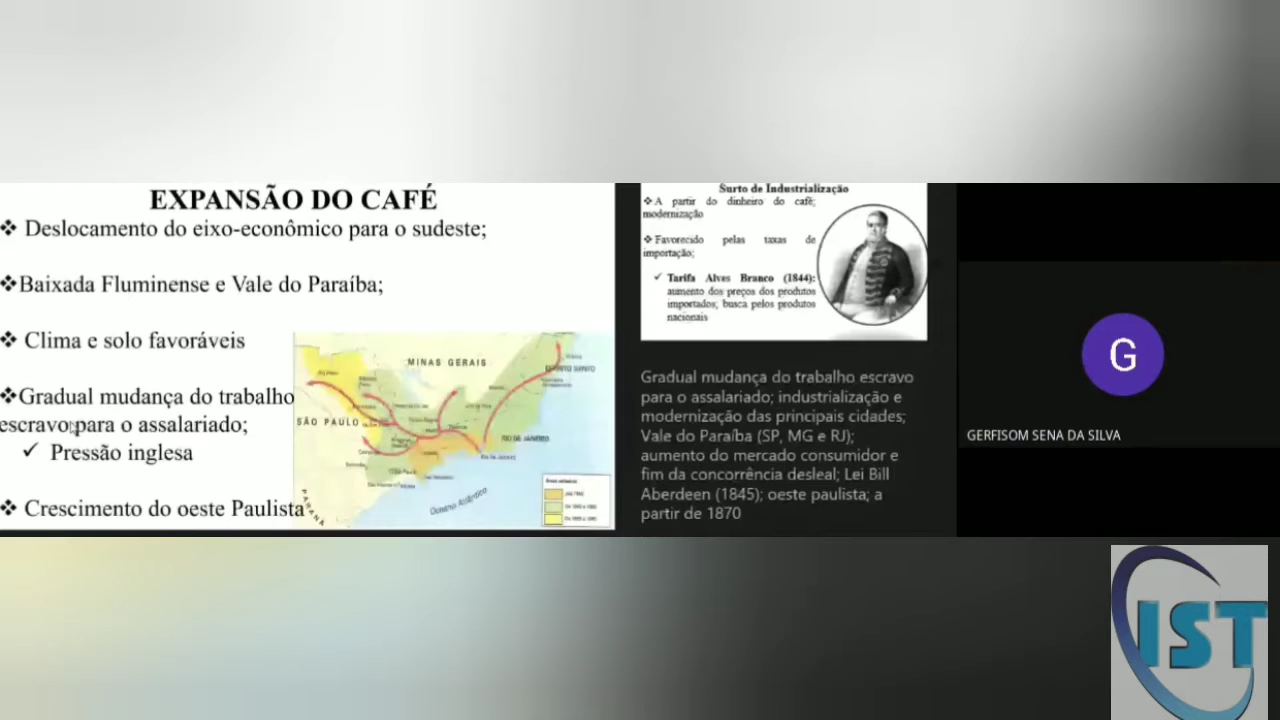 EXPANSÃO DO CAFÉ
❖ Deslocamento do eixo-econômico para o sudeste;
❖Baixada Fluminense e Vale do Paraíba;
❖ Clima e solo favoráveis
❖Gradual mudança do trabalho
escravo para o assalariado;
✓ Pressão inglesa
❖ Crescimento do oeste Paulista
MINAS GERAIS
ESPÍRITO SANTO
SÃO PAULO
RIO DE JANEIRO
PARANÁ
Oceano Atlântico
Surto de Industrialização
❖A partir do dinheiro do café;
modernização
❖Favorecido pelas taxas de
importação;
✓ Tarifa Alves Branco (1844):
aumento dos preços dos produtos
importados; busca pelos produtos
nacionais
Gradual mudança do trabalho escravo
para o assalariado; industrialização e
modernização das principais cidades;
Vale do Paraíba (SP, MG e RJ);
aumento do mercado consumidor e
fim da concorrência desleal; Lei Bill
Aberdeen (1845); oeste paulista; a
partir de 1870
G
GERFISOM SENA DA SILVA
IST